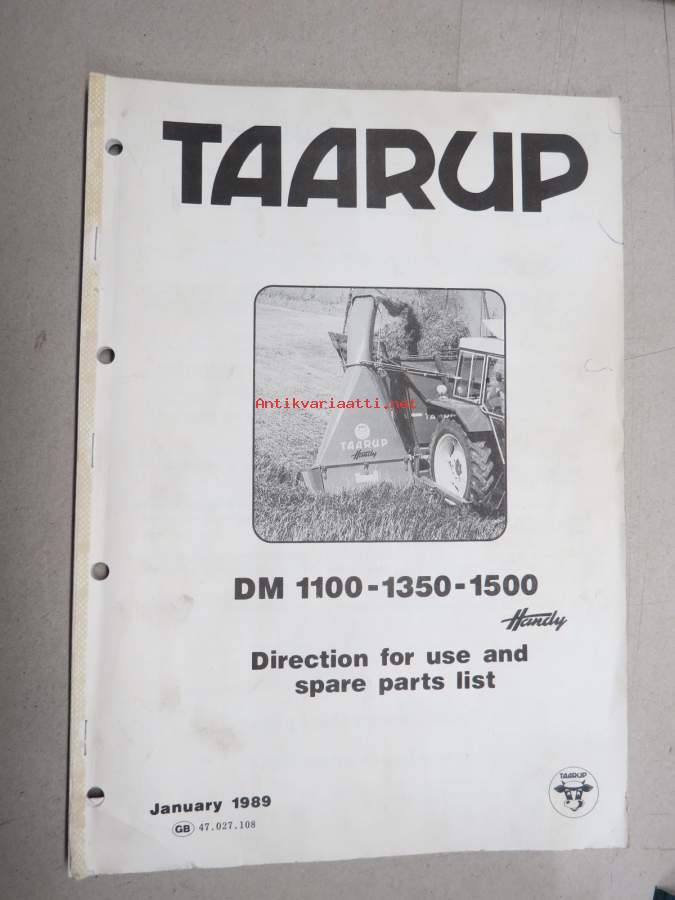 TAARUP
Antikvariaatti.net
TAARUP
Handy
DM 1100-1350-1500
Handy
Direction for use and
spare parts list
January 1989
GB 47.027.108
TAARUP